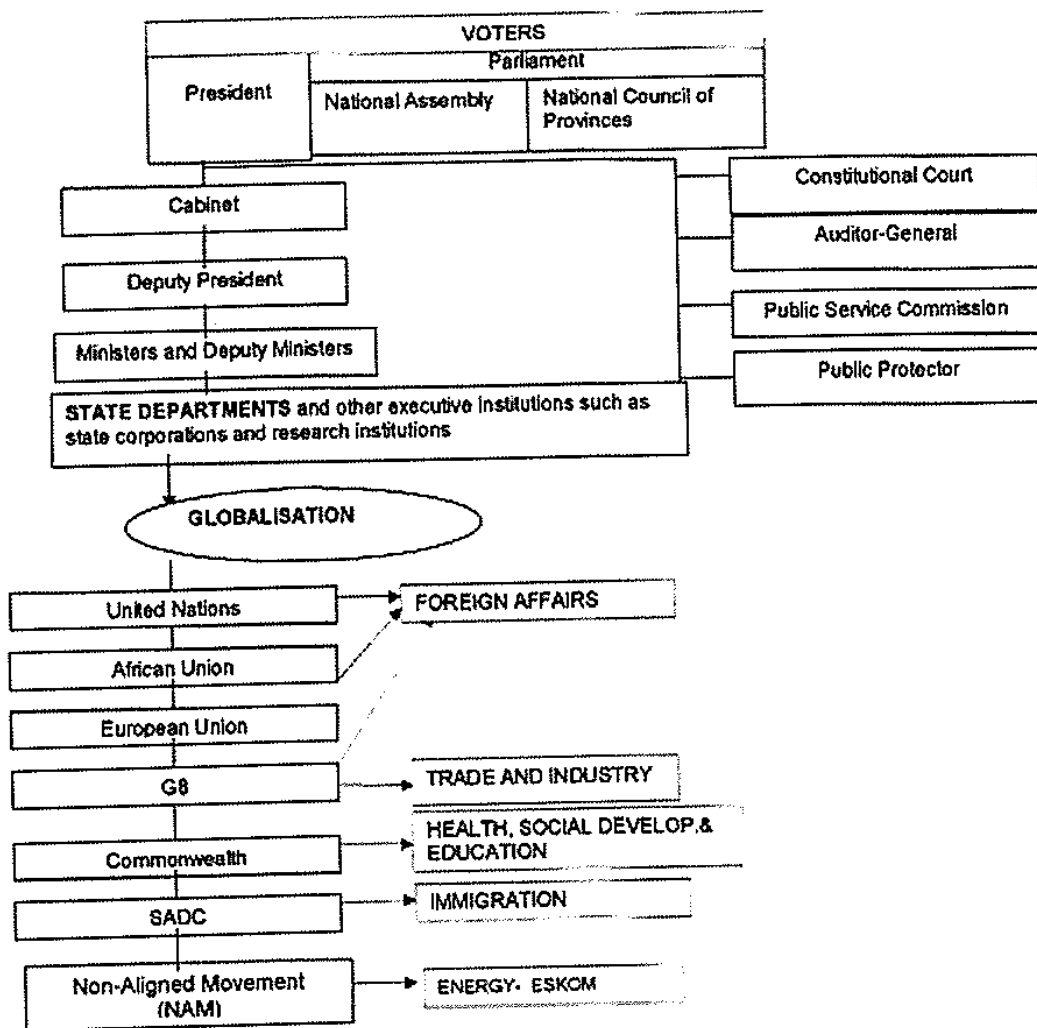 VOTERS
President
Parliament
National Assembly
National Council of
Provinces
Cabinet
Constitutional Court
Auditor-General
Deputy President
Public Service Commission
Ministers and Deputy Ministers
Public Protector
STATE DEPARTMENTS and other executive institutions such as
state corporations and research institutions
GLOBALISATION
United Nations
FOREIGN AFFAIRS
African Union
European Union
G8
TRADE AND INDUSTRY
Commonwealth
HEALTH, SOCIAL DEVELOP.&
EDUCATION
SADC
IMMIGRATION
Non-Aligned Movement
(NAM)
ENERGY- ESKOM